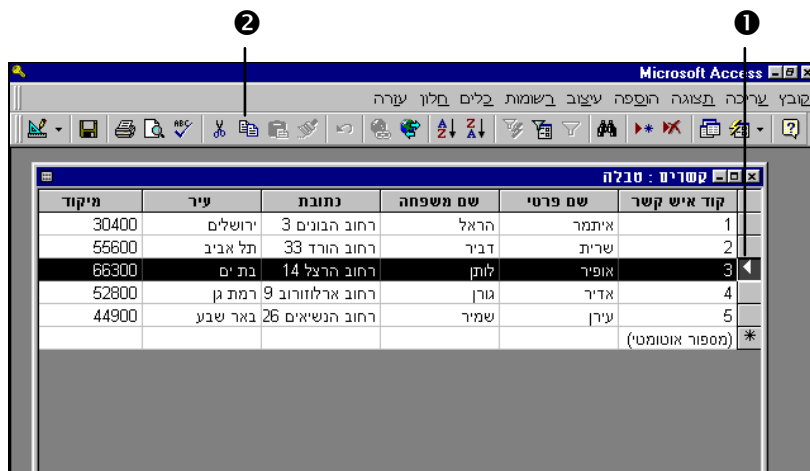 ❷ ❶
Microsoft Access
קובץ עריכה תצוגה הוספה עיצוב רשומות כלים חלון עזרה
קשרים : טבלה
קוד איש קשר שם פרטי שם משפחה כתובת עיר מיקוד
1 איתמר הראל רחוב הבונים 3 ירושלים 30400
2 שרית דביר רחוב הורד 33 תל אביב 55600
3 אופיר לותן רחוב הרצל 14 בת ים 66300
4 אדיר גורן רחוב ארלוזורוב 9 רמת גן 52800
5 עירן שמיר רחוב הנשיאים 26 באר שבע 44900
(מספור אוטומטי)